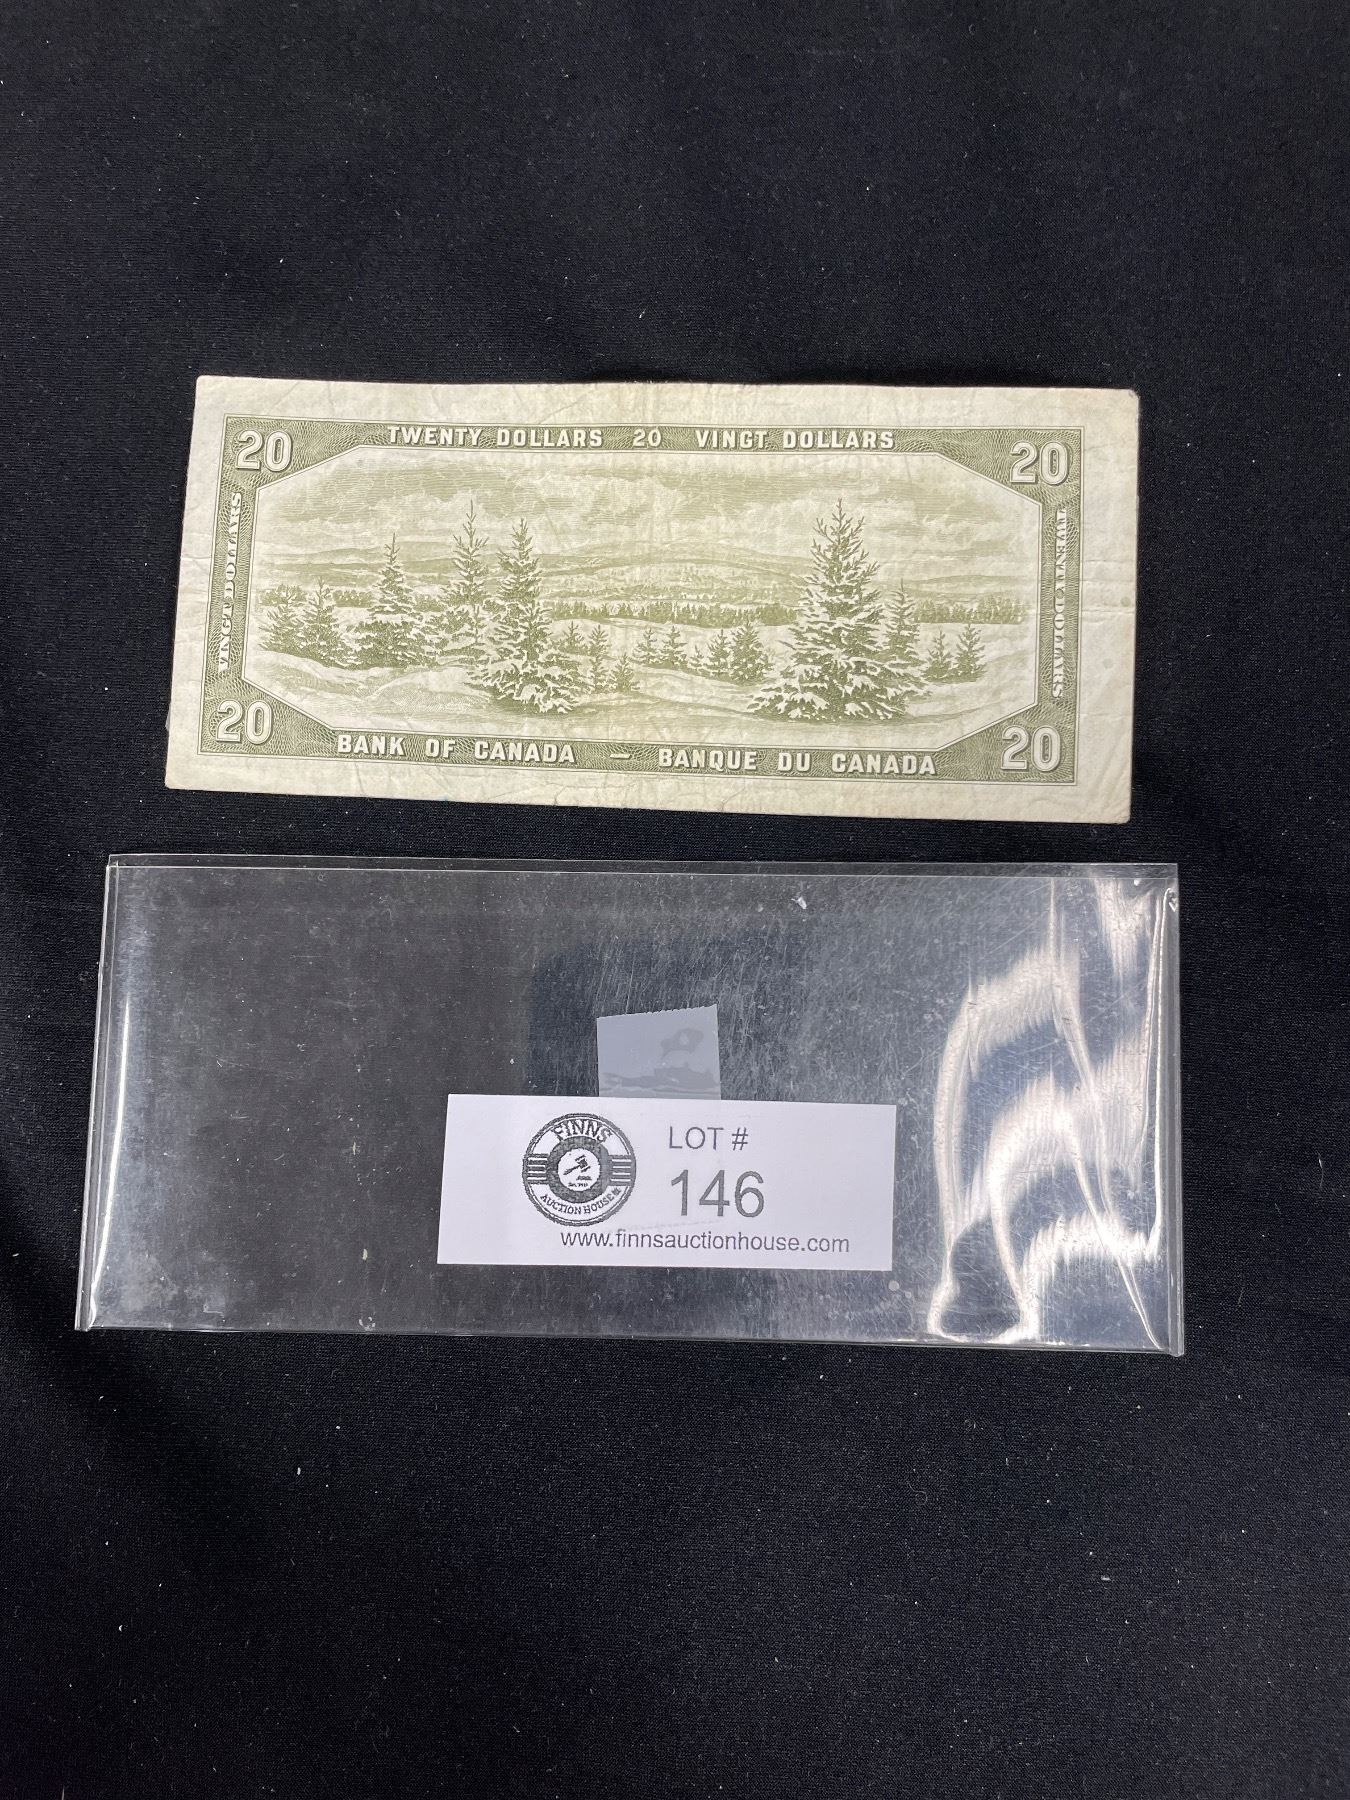 TWENTY DOLLARS 20 VINGT DOLLARS
20
20
VINGT DOLLARS
TWENTY DOLLARS
20
20
BANK OF CANADA — BANQUE DU CANADA
FINNS
AUCTION HOUSE
LOT #
146
www.finnsauctionhouse.com